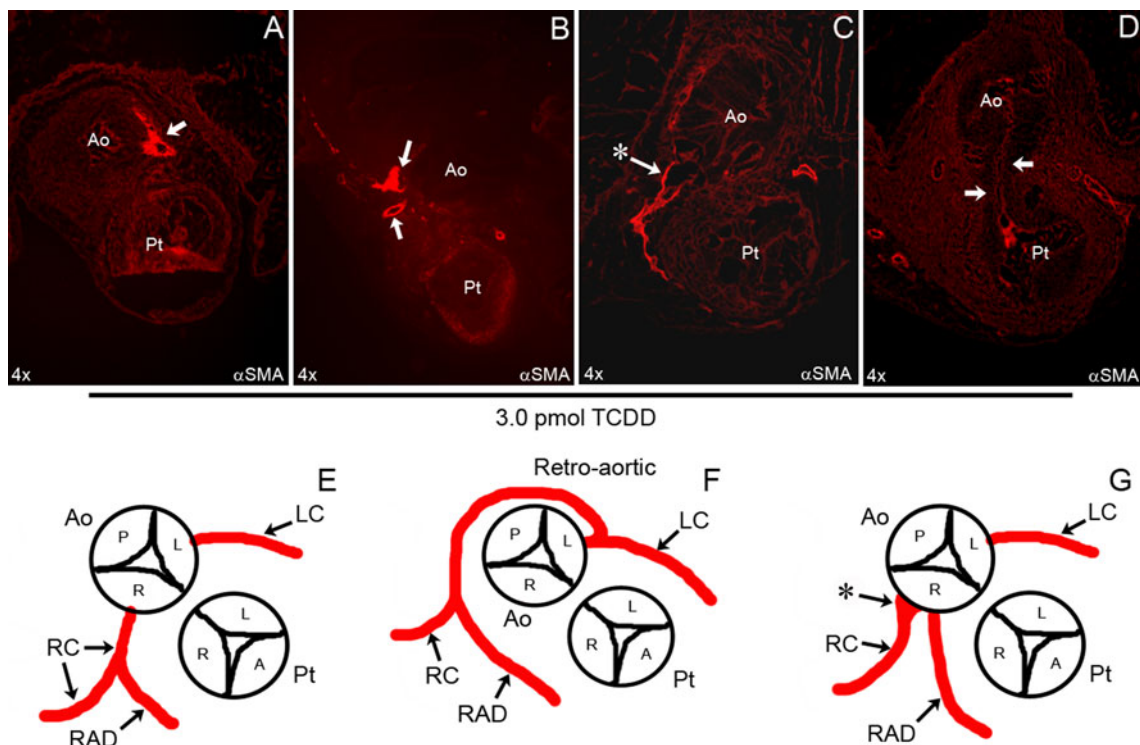 A
Ao
Pt
4x
αSMA
B
Ao
Pt
4x
αSMA
C
*
Ao
Pt
4x
αSMA
D
Ao
Pt
4x
αSMA
3.0 pmol TCDD
E
Ao
P
L
R
LC
RC
RAD
L
R
A
Pt
Retro-aortic
F
P
L
R
LC
Ao
RC
RAD
L
R
A
Pt
G
Ao
P
L
R
LC
*
RC
RAD
L
R
A
Pt